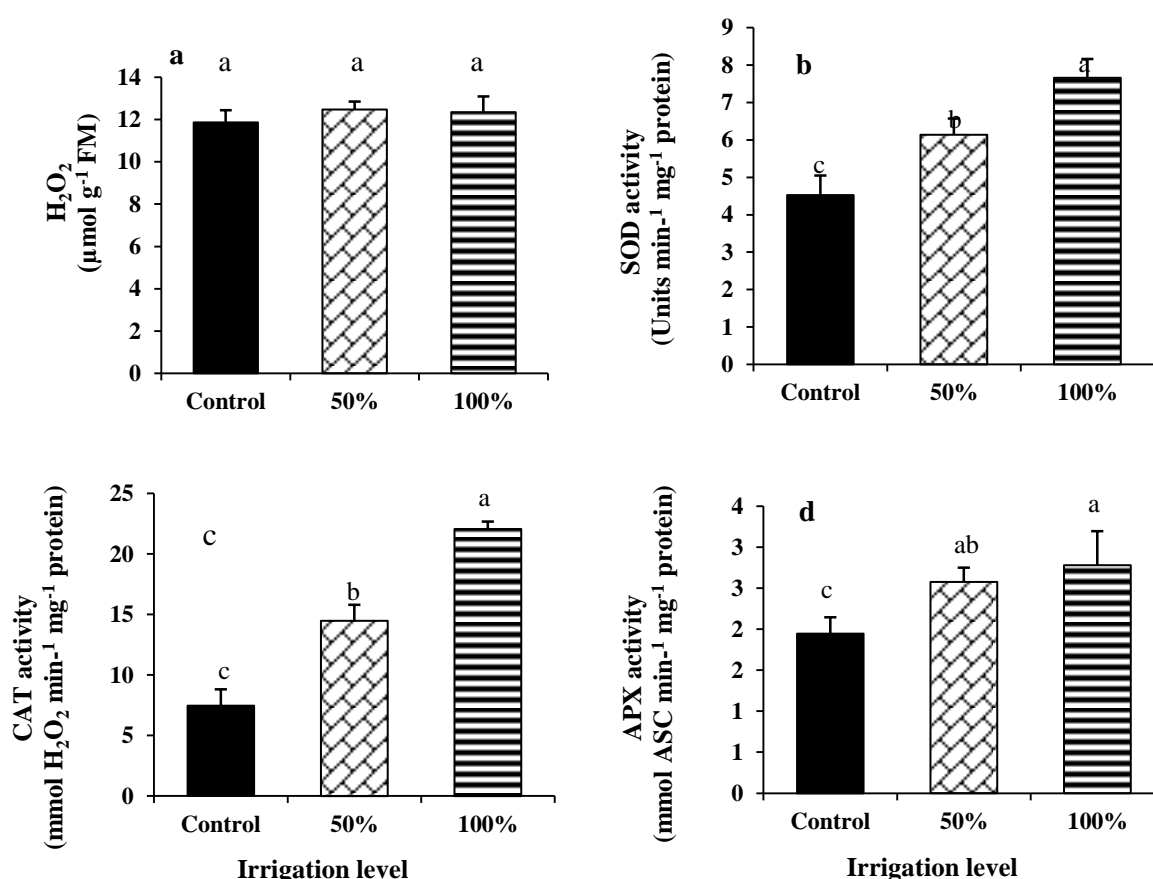 a
a a a
14
12
10
8
6
4
2
0
H₂O₂
(µmol g⁻¹ FM)
Control 50% 100%
b
c b a
9
8
7
6
5
4
3
2
1
0
SOD activity
(Units min-¹ mg⁻¹ protein)
Control 50% 100%
c
c b a
25
20
15
10
5
0
CAT activity
(mmol H₂O₂ min-¹ mg⁻¹ protein)
Control 50% 100%
Irrigation level
d
c ab a
4
3
3
2
2
1
1
0
APX activity
(mmol ASC min-¹ mg⁻¹ protein)
Control 50% 100%
Irrigation level